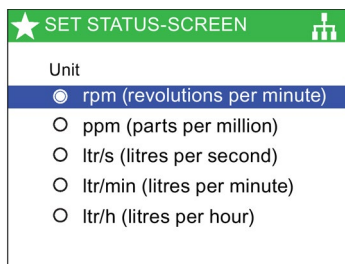 SET STATUS-SCREEN
Unit
rpm (revolutions per minute)
ppm (parts per million)
ltr/s (litres per second)
ltr/min (litres per minute)
ltr/h (litres per hour)